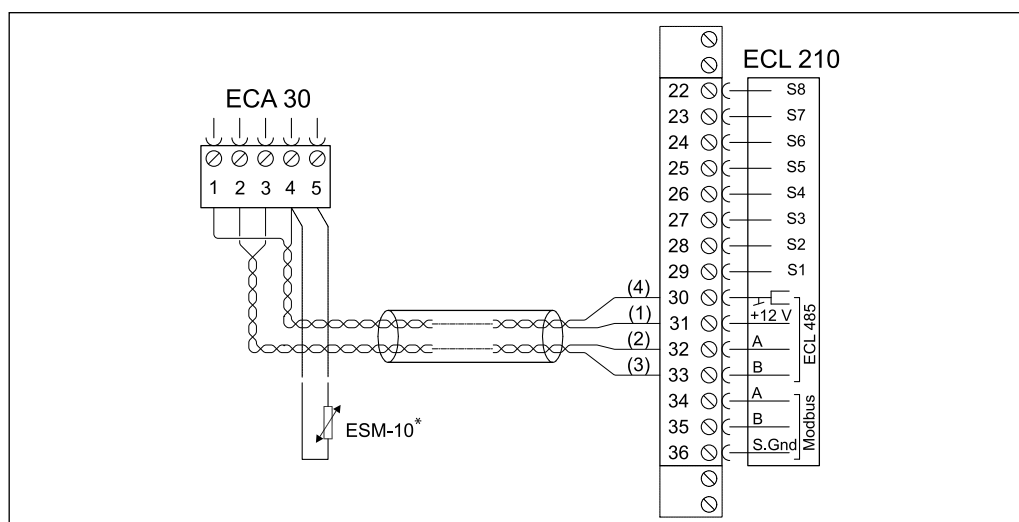 ECA 30
1 2 3 4 5
ESM-10*
ECL 210
22 S8
23 S7
24 S6
25 S5
26 S4
27 S3
28 S2
29 S1
(4) 30
+12 V
(1) 31
(2) 32 A
(3) 33 B
ECL 485
34 A
35 B
36 S.Gnd
Modbus